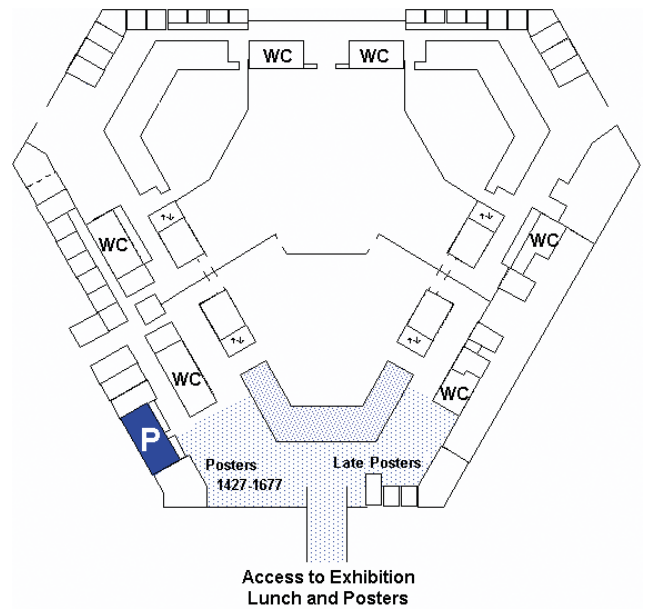 WC
WC
WC
WC
WC
WC
P
Posters
1427-1677
Late Posters
Access to Exhibition
Lunch and Posters